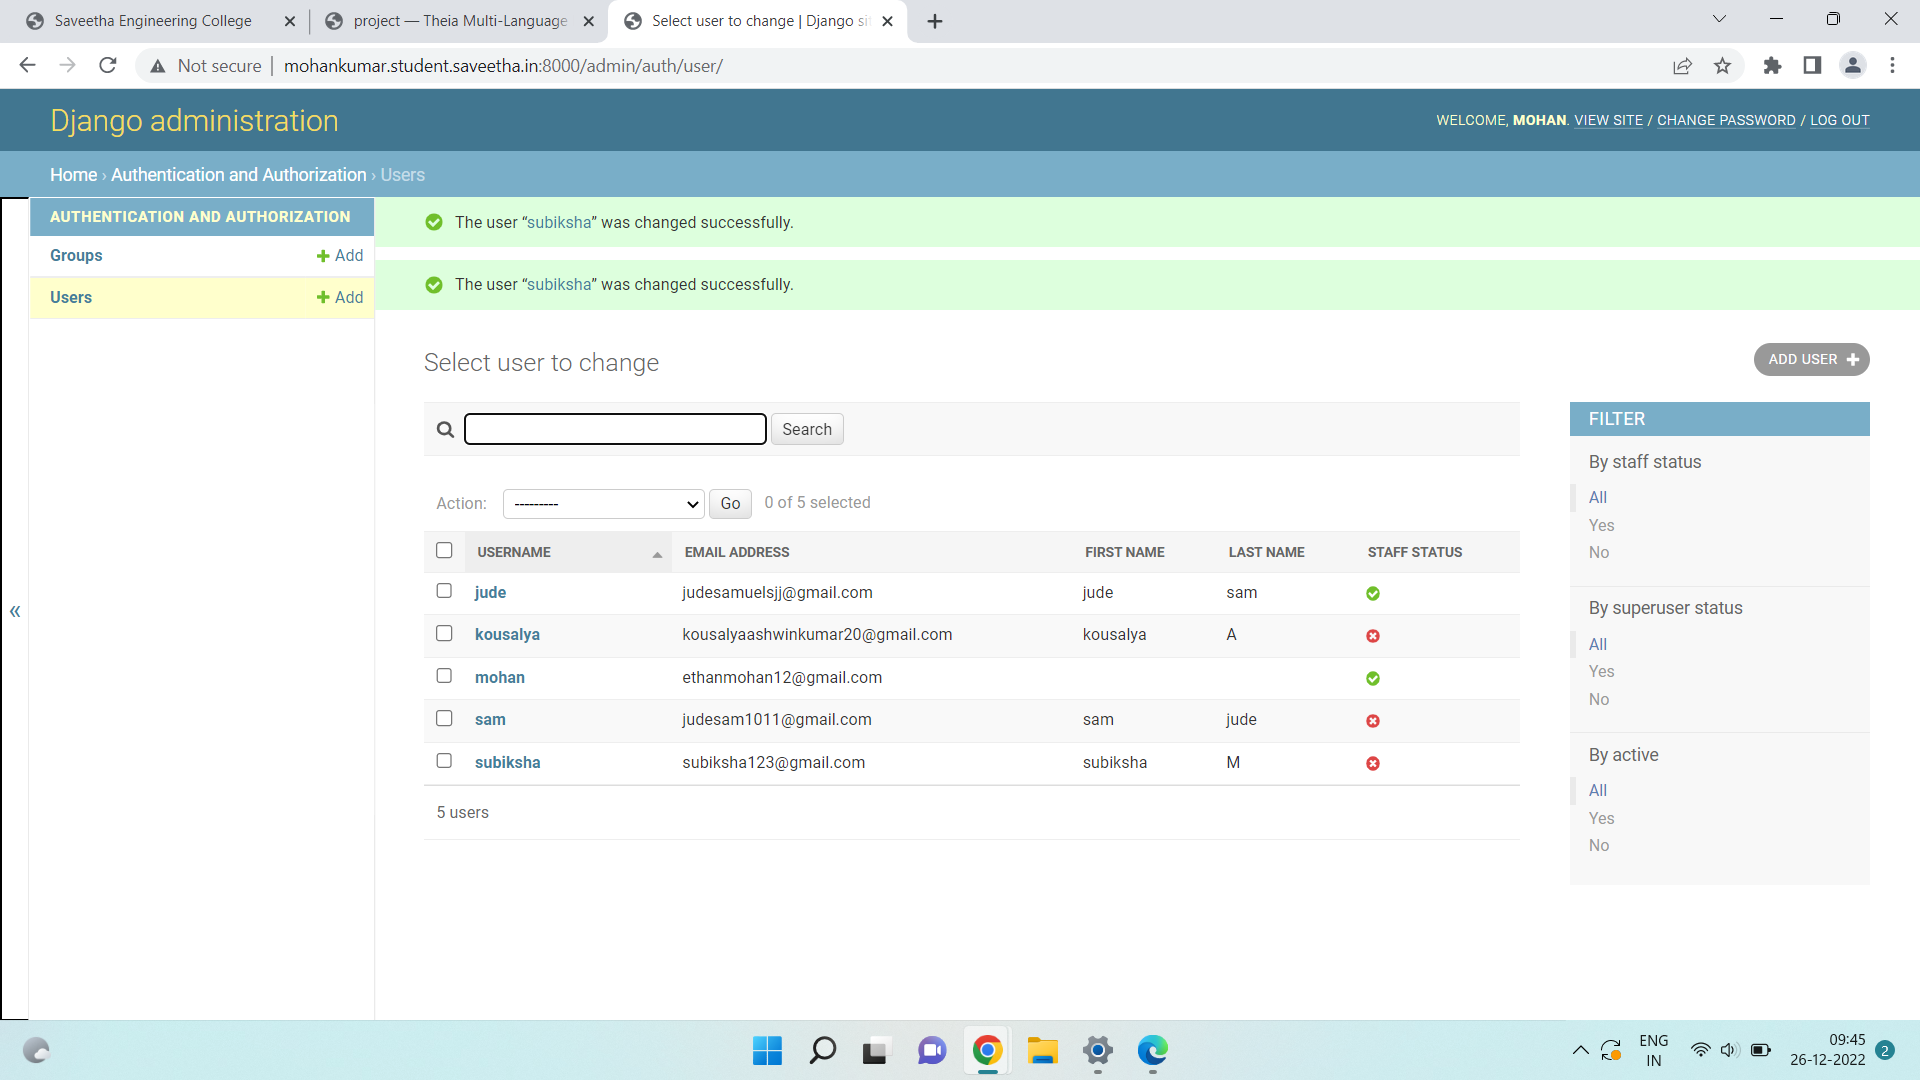 Saveetha Engineering College
project — Theia Multi-Language
Select user to change | Django si
Not secure
mohankumar.student.saveetha.in:8000/admin/auth/user/
Django administration
WELCOME, MOHAN. VIEW SITE / CHANGE PASSWORD / LOG OUT
Home › Authentication and Authorization › Users
AUTHENTICATION AND AUTHORIZATION
Groups
+ Add
Users
+ Add
«
The user “subiksha” was changed successfully.
The user “subiksha” was changed successfully.
Select user to change
ADD USER +
Search
Action:
---------
Go
0 of 5 selected
USERNAME EMAIL ADDRESS FIRST NAME LAST NAME STAFF STATUS
jude judesamuelsjj@gmail.com jude sam
kousalya kousalyaashwinkumar20@gmail.com kousalya A
mohan ethanmohan12@gmail.com
sam judesam1011@gmail.com sam jude
subiksha subiksha123@gmail.com subiksha M
5 users
FILTER
By staff status
All
Yes
No
By superuser status
All
Yes
No
By active
All
Yes
No
ENG
IN
09:45
26-12-2022
2